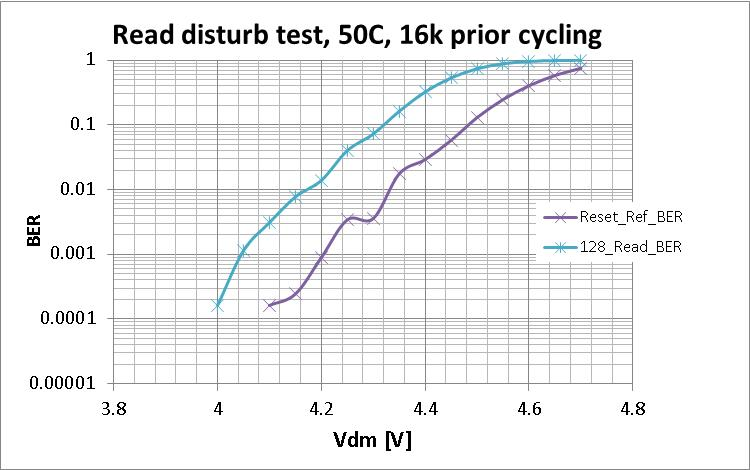 Read disturb test, 50C, 16k prior cycling
1
0.1
0.01
0.001
0.0001
0.00001
BER
3.8
4
4.2
4.4
4.6
4.8
Vdm [V]
Reset_Ref_BER
128_Read_BER